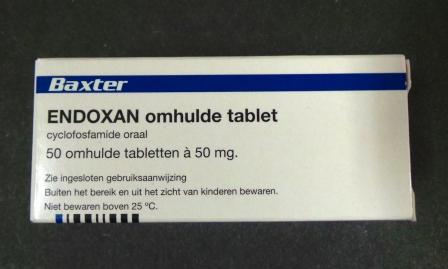 Baxter
ENDOXAN omhulde tablet
cyclofosfamide oraal
50 omhulde tabletten à 50 mg.
Zie ingesloten gebruiksaanwijzing
Buiten het bereik en uit het zicht van kinderen bewaren.
Niet bewaren boven 25 ºC.